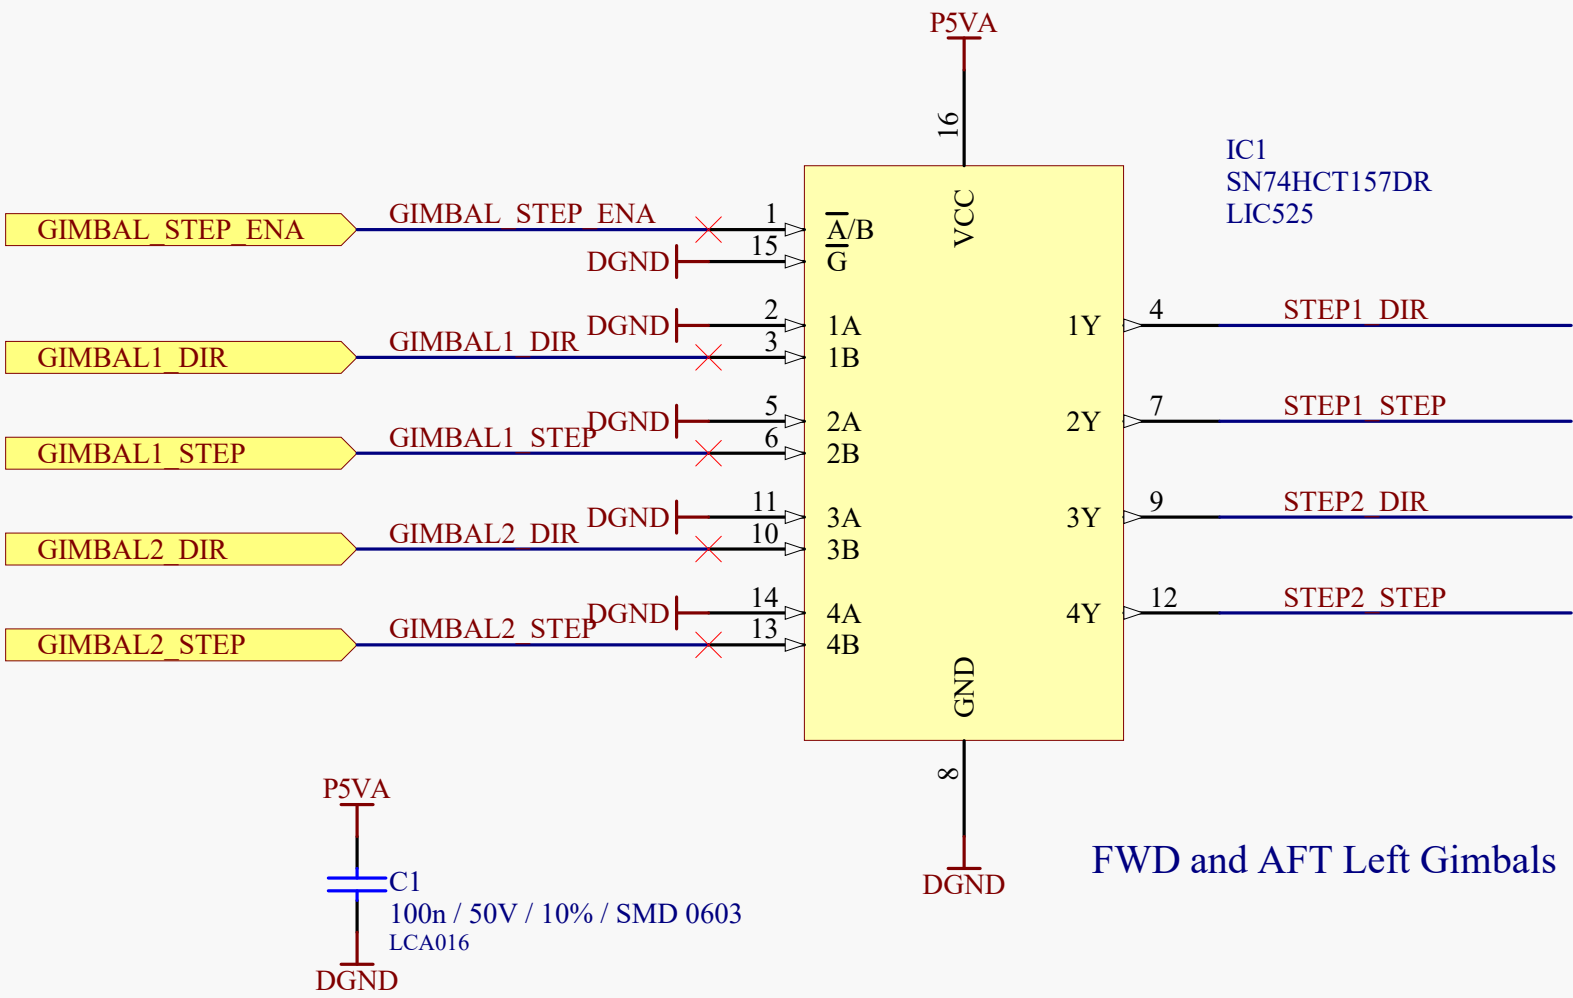 P5VA
16
IC1
SN74HCT157DR
LIC525
VCC
GIMBAL_STEP_ENA
GIMBAL_STEP_ENA
1
A/B
DGND
15
G
DGND
2
1A
1Y
4
STEP1_DIR
GIMBAL1_DIR
GIMBAL1_DIR
3
1B
DGND
5
2A
2Y
7
STEP1_STEP
GIMBAL1_STEP
GIMBAL1_STEP
6
2B
DGND
11
3A
3Y
9
STEP2_DIR
GIMBAL2_DIR
GIMBAL2_DIR
10
3B
DGND
14
4A
4Y
12
STEP2_STEP
GIMBAL2_STEP
GIMBAL2_STEP
13
4B
GND
8
DGND
P5VA
C1
100n / 50V / 10% / SMD 0603
LCA016
DGND
FWD and AFT Left Gimbals